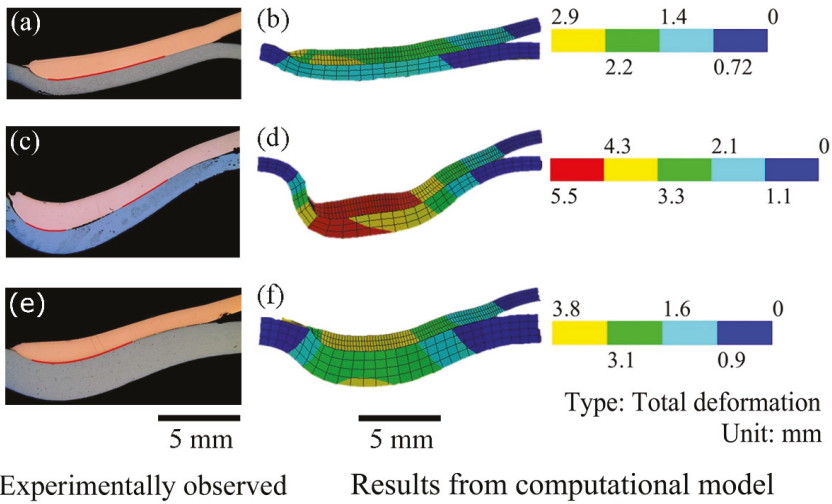 (a)
(b)
2.9 1.4 0
2.2 0.72
(c)
(d)
4.3 2.1 0
5.5 3.3 1.1
(e)
(f)
3.8 1.6 0
3.1 0.9
5 mm
5 mm
Type: Total deformation
Unit: mm
Experimentally observed
Results from computational model